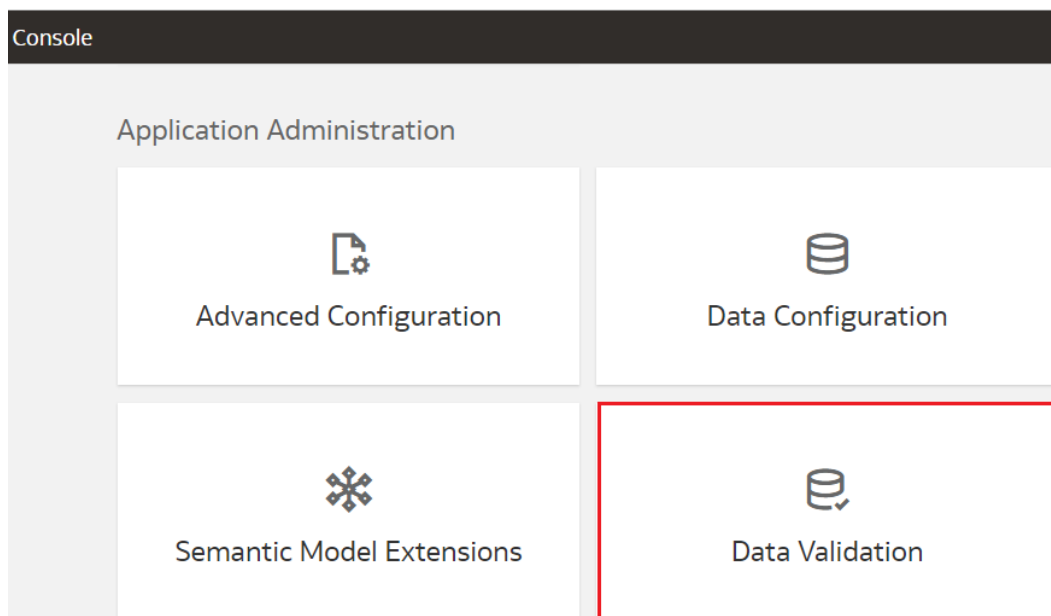 Console
Application Administration
Advanced Configuration
Data Configuration
Semantic Model Extensions
Data Validation